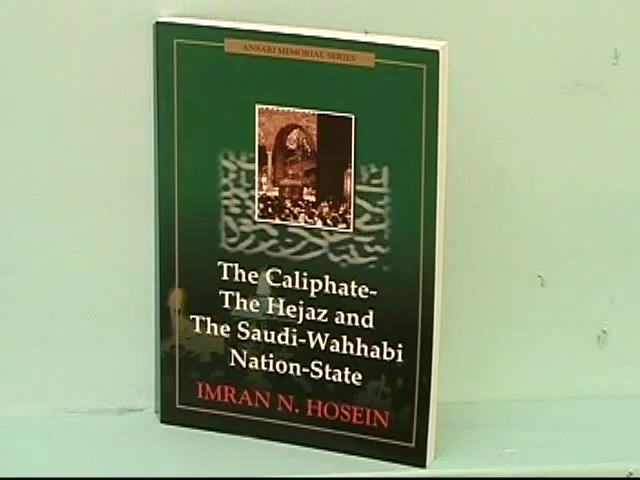 ANSARI MEMORIAL SERIES
The Caliphate-
The Hejaz and
The Saudi-Wahhabi
Nation-State
IMRAN N. HOSEIN